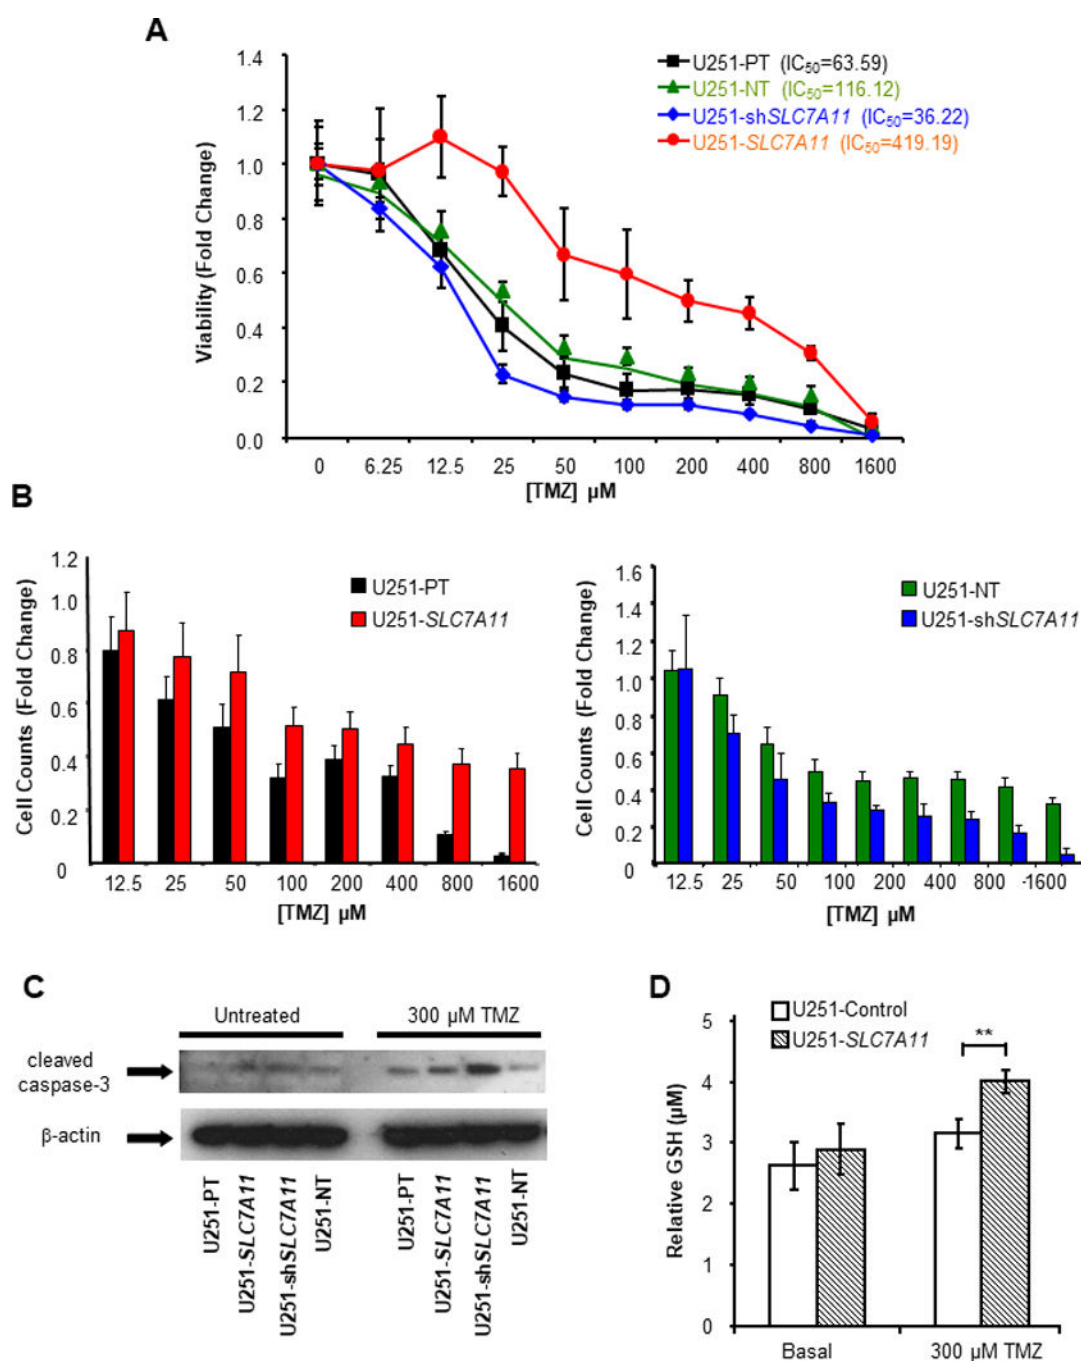 A
1.4
1.2
1.0
0.8
0.6
0.4
0.2
0.0
Viability (Fold Change)
U251-PT (IC50=63.59)
U251-NT (IC50=116.12)
U251-shSLC7A11 (IC50=36.22)
U251-SLC7A11 (IC50=419.19)
0 6.25 12.5 25 50 100 200 400 800 1600
[TMZ] µM
B
1.2
1.0
0.8
0.6
0.4
0.2
0
Cell Counts (Fold Change)
U251-PT
U251-SLC7A11
12.5 25 50 100 200 400 800 1600
[TMZ] µM
1.6
1.4
1.2
1.0
0.8
0.6
0.4
0.2
0
Cell Counts (Fold Change)
U251-NT
U251-shSLC7A11
12.5 25 50 100 200 400 800 -1600
[TMZ] µM
C
Untreated 300 µM TMZ
cleaved
caspase-3
β-actin
U251-PT
U251-SLC7A11
U251-shSLC7A11
U251-NT
U251-PT
U251-SLC7A11
U251-shSLC7A11
U251-NT
D
U251-Control
U251-SLC7A11
**
5
4
3
2
1
0
Relative GSH (µM)
Basal 300 µM TMZ